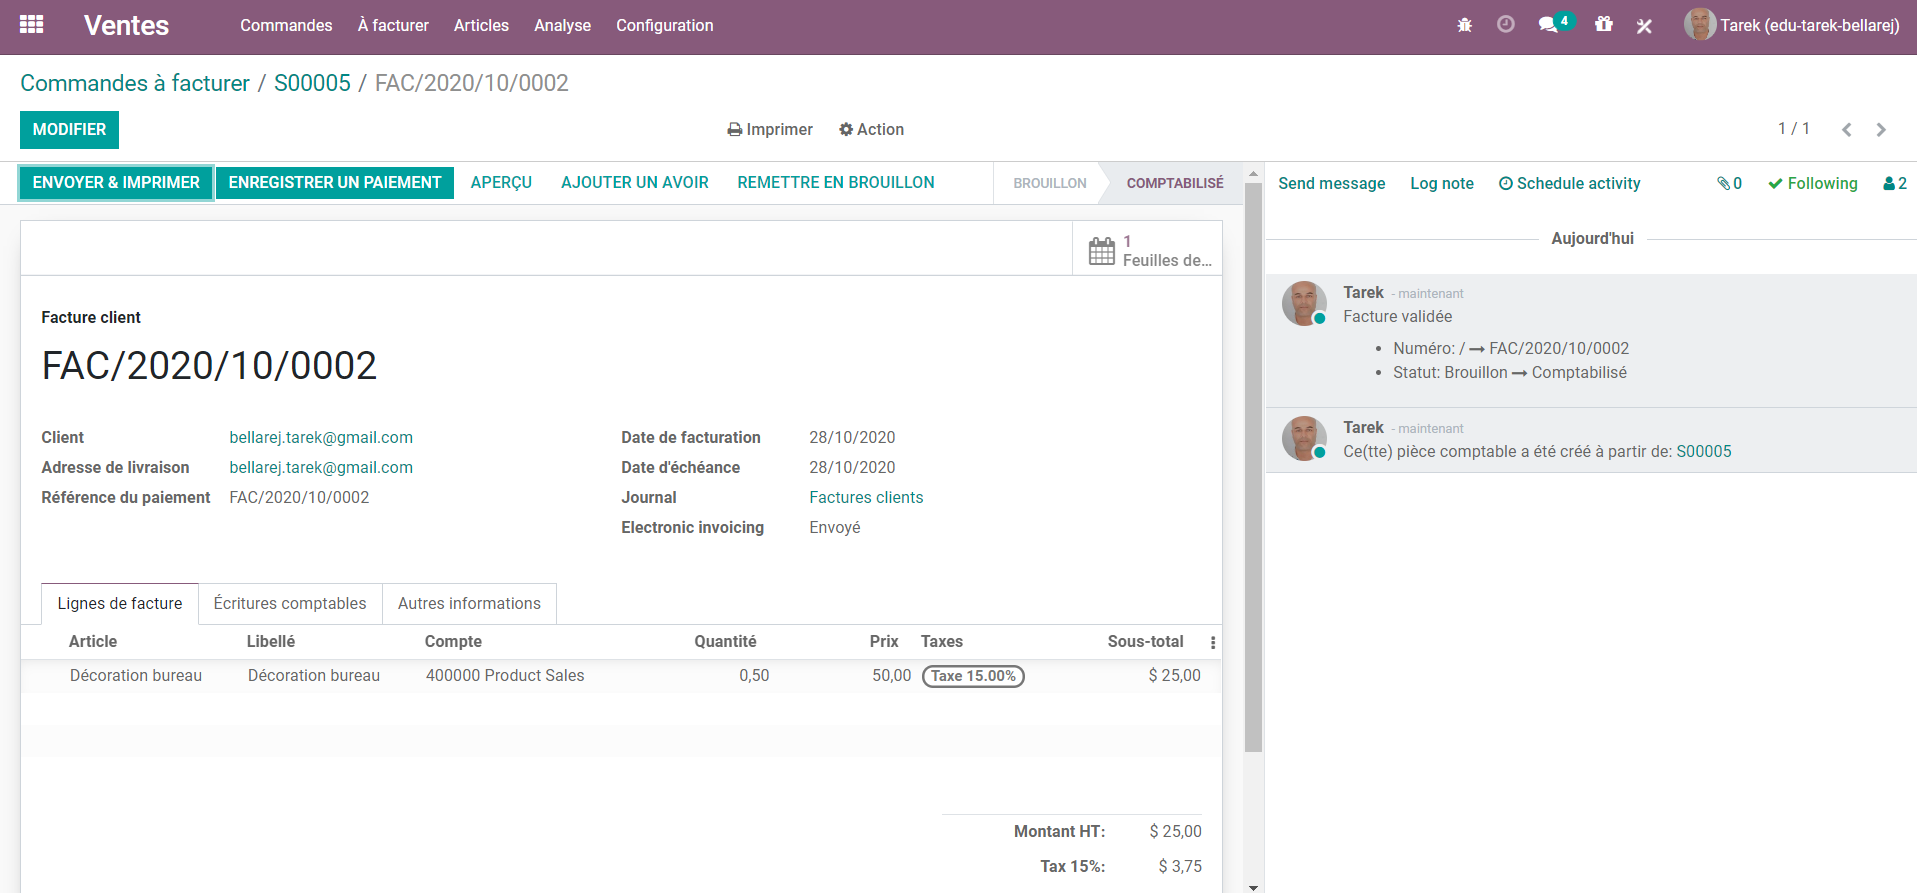 Ventes Commandes À facturer Articles Analyse Configuration 4 Tarek (edu-tarek-bellarej)
Commandes à facturer / S00005 / FAC/2020/10/0002
MODIFIER Imprimer Action 1 / 1
ENVOYER & IMPRIMER ENREGISTRER UN PAIEMENT APERÇU AJOUTER UN AVOIR REMETTRE EN BROUILLON BROUILLON COMPTABILISÉ
1
Feuilles de...
Facture client
FAC/2020/10/0002
Client bellarej.tarek@gmail.com Date de facturation 28/10/2020
Adresse de livraison bellarej.tarek@gmail.com Date d'échéance 28/10/2020
Référence du paiement FAC/2020/10/0002 Journal Factures clients
Electronic invoicing Envoyé
Lignes de facture Écritures comptables Autres informations
Article Libellé Compte Quantité Prix Taxes Sous-total
Décoration bureau Décoration bureau 400000 Product Sales 0,50 50,00 Taxe 15.00% $ 25,00
Montant HT: $ 25,00
Tax 15%: $ 3,75
Send message Log note Schedule activity 0 Following 2
Aujourd'hui
Tarek - maintenant
Facture validée
• Numéro: / → FAC/2020/10/0002
• Statut: Brouillon → Comptabilisé
Tarek - maintenant
Ce(tte) pièce comptable a été créé à partir de: S00005